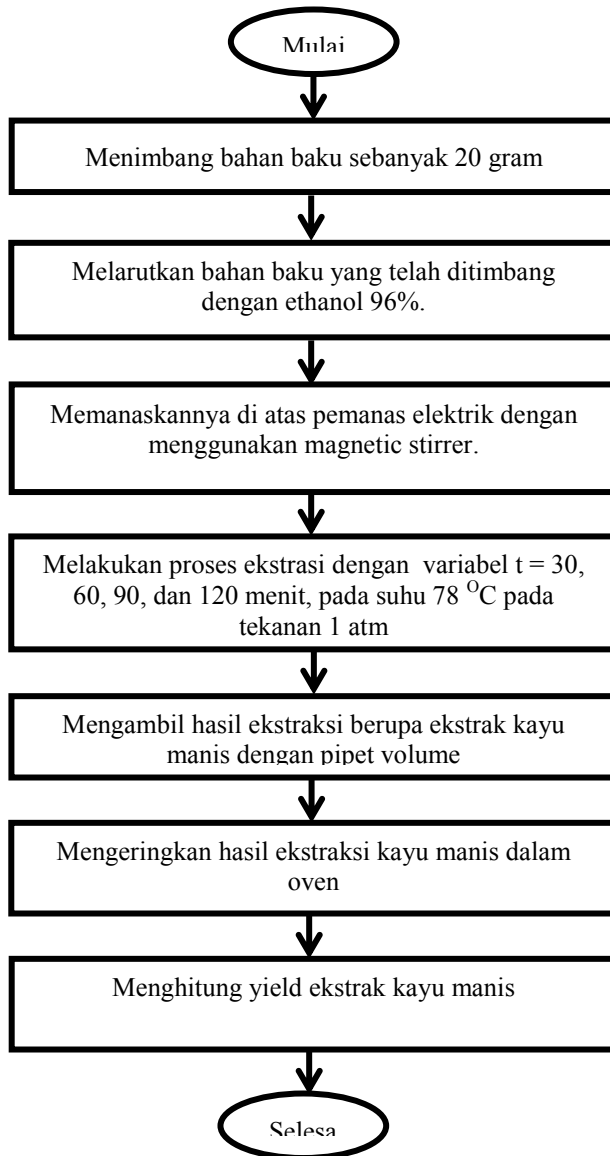 Mulai
Menimbang bahan baku sebanyak 20 gram
Melarutkan bahan baku yang telah ditimbang
dengan ethanol 96%.
Memanaskannya di atas pemanas elektrik dengan
menggunakan magnetic stirrer.
Melakukan proses ekstrasi dengan variabel t = 30,
60, 90, dan 120 menit, pada suhu 78 ᴼC pada
tekanan 1 atm
Mengambil hasil ekstraksi berupa ekstrak kayu
manis dengan pipet volume
Mengeringkan hasil ekstraksi kayu manis dalam
oven
Menghitung yield ekstrak kayu manis
Selesa